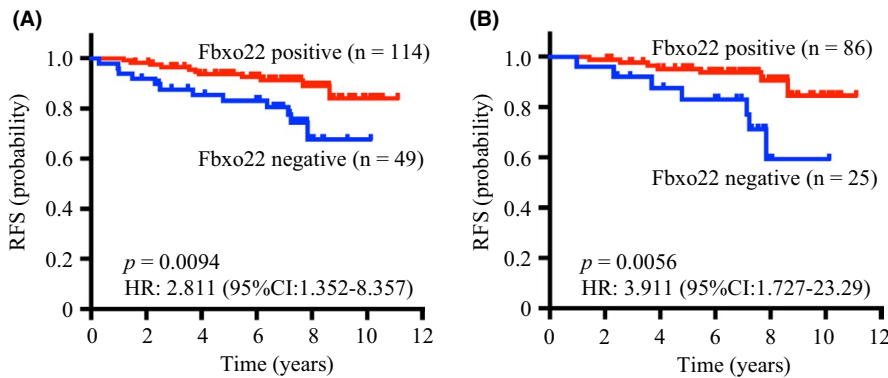 (A)
RFS (probability)
1.0
0.8
0.6
0.4
0.2
0
Fbxo22 positive (n = 114)
Fbxo22 negative (n = 49)
p = 0.0094
HR: 2.811 (95%CI:1.352-8.357)
0 2 4 6 8 10 12
Time (years)
(B)
RFS (probability)
1.0
0.8
0.6
0.4
0.2
0
Fbxo22 positive (n = 86)
Fbxo22 negative (n = 25)
p = 0.0056
HR: 3.911 (95%CI:1.727-23.29)
0 2 4 6 8 10 12
Time (years)